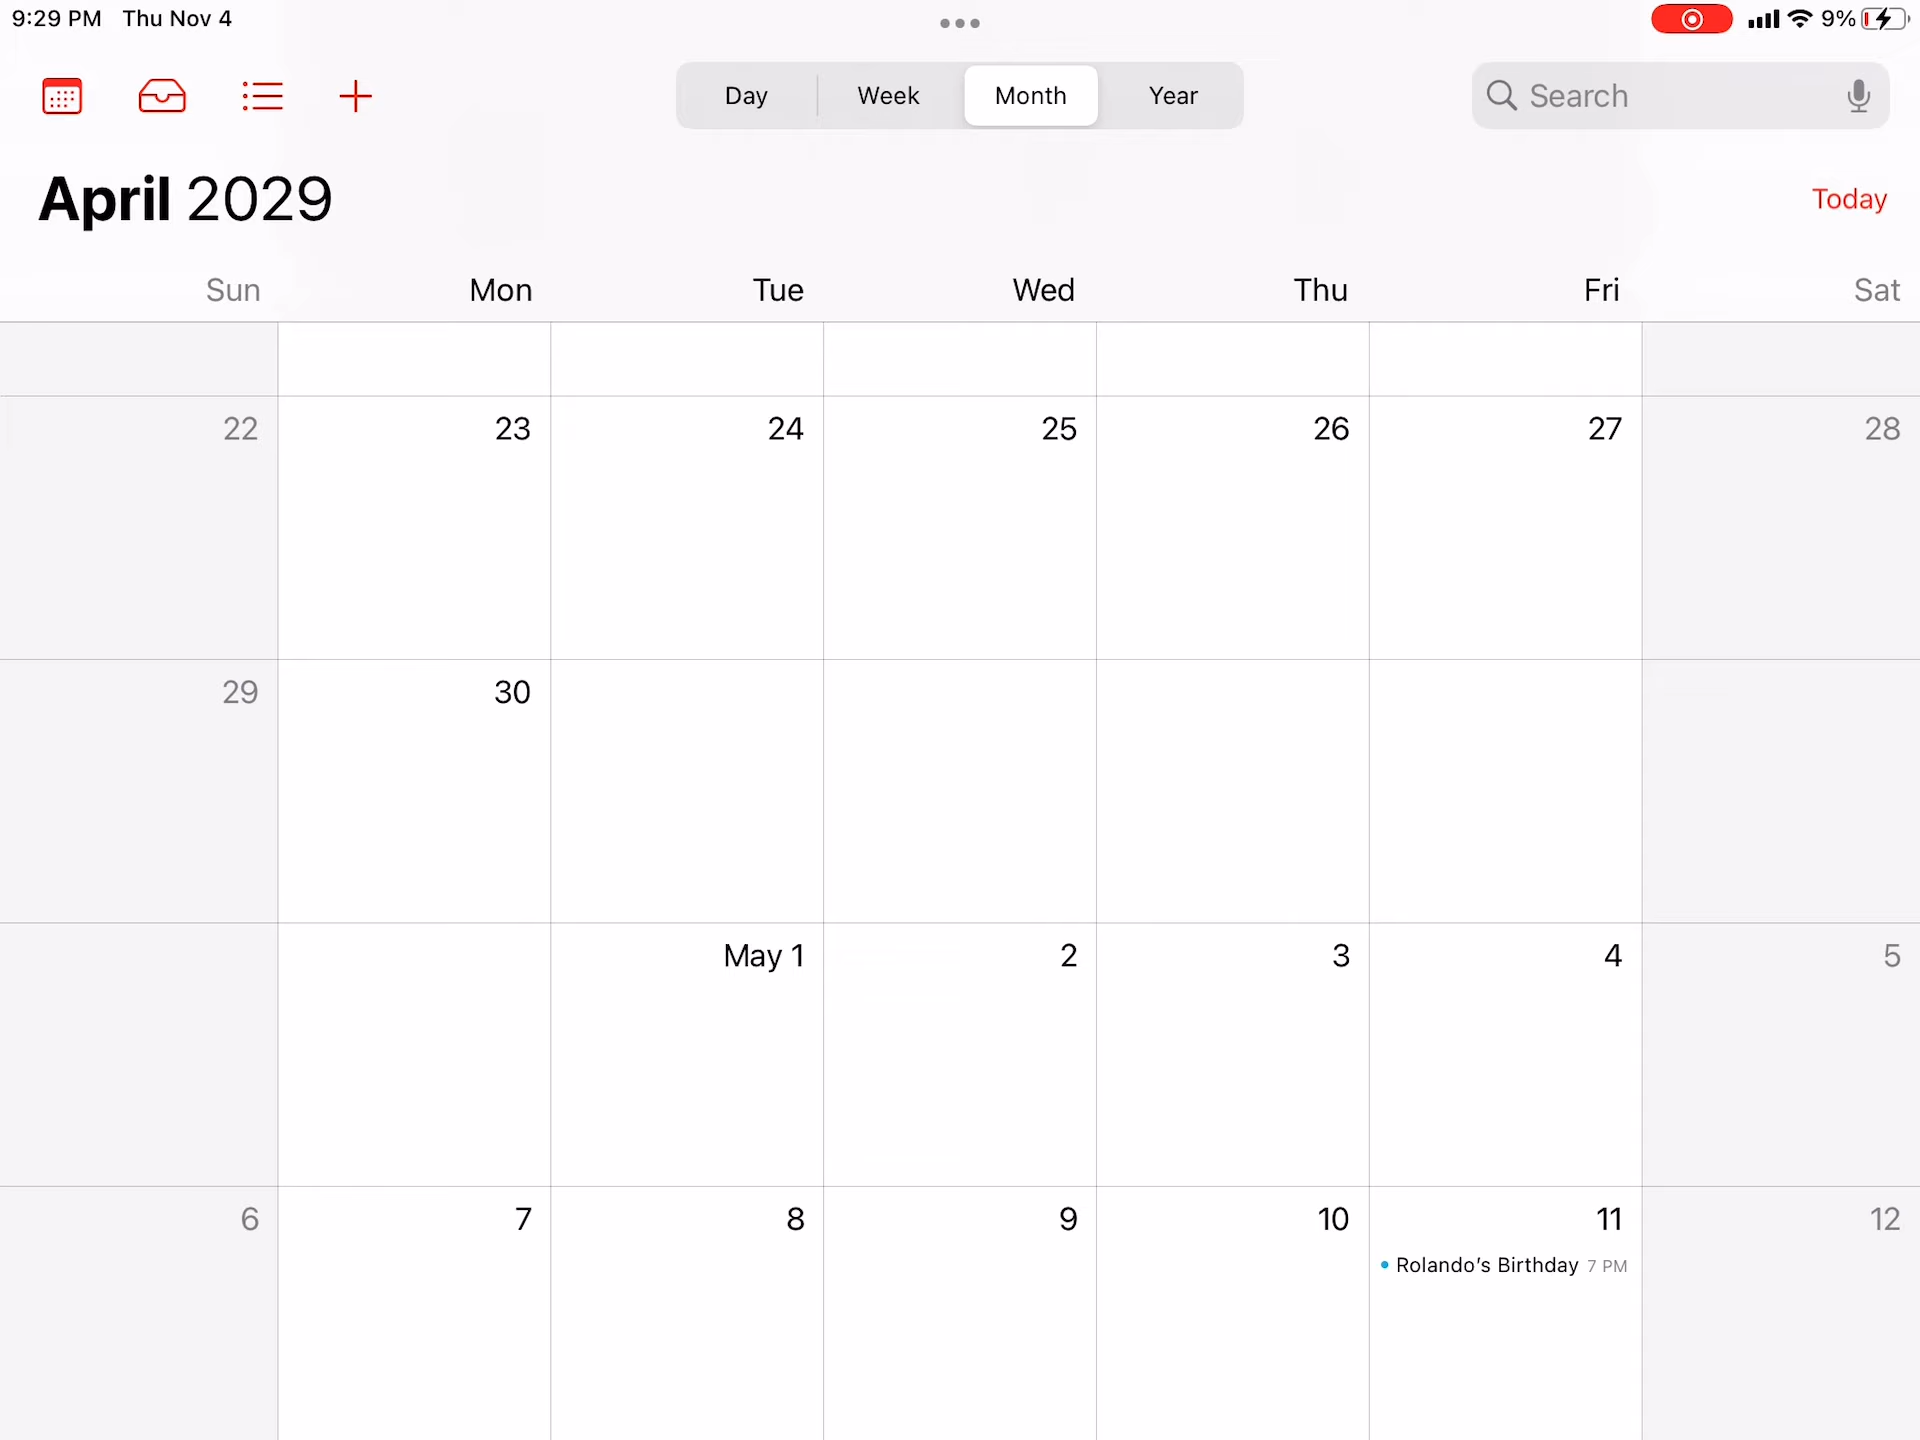 9:29 PM Thu Nov 4
9%
Day Week Month Year
Search
April 2029
Today
Sun Mon Tue Wed Thu Fri Sat
22 23 24 25 26 27 28
29 30
May 1 2 3 4 5
6 7 8 9 10 11 12
Rolando’s Birthday 7 PM